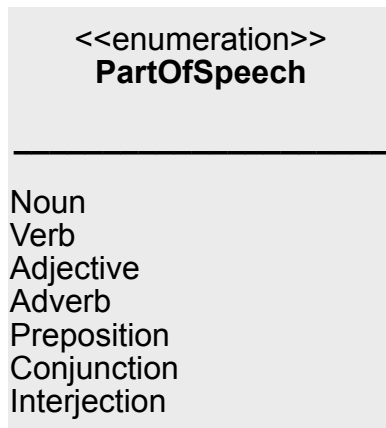 <<enumeration>>
PartOfSpeech
Noun
Verb
Adjective
Adverb
Preposition
Conjunction
Interjection